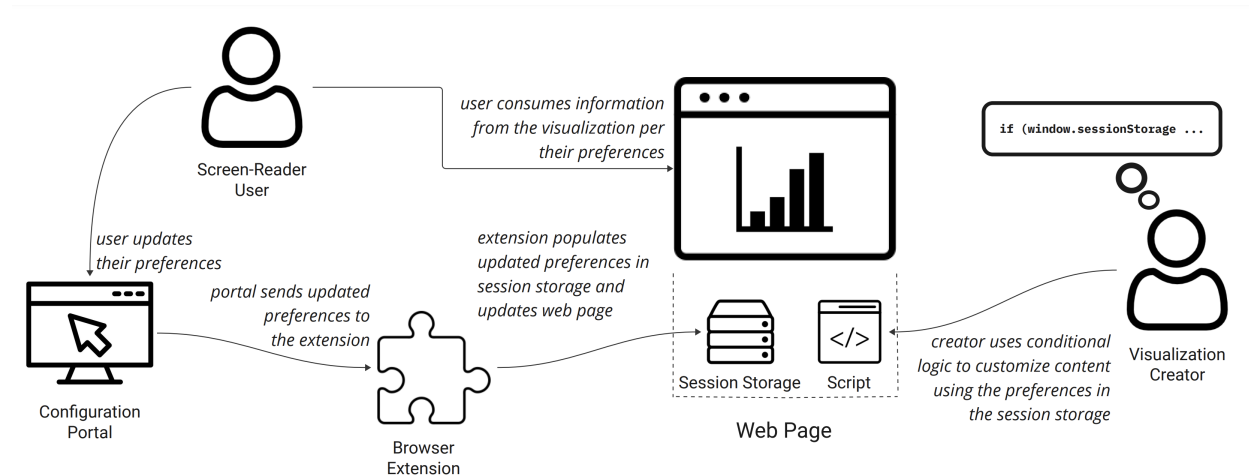 Screen-Reader
User
user consumes information
from the visualization per
their preferences
if (window.sessionStorage ...
user updates
their preferences
portal sends updated
preferences to
the extension
extension populates
updated preferences in
session storage and
updates web page
</>
Session Storage
Script
Web Page
creator uses conditional
logic to customize content
using the preferences in
the session storage
Visualization
Creator
Configuration
Portal
Browser
Extension